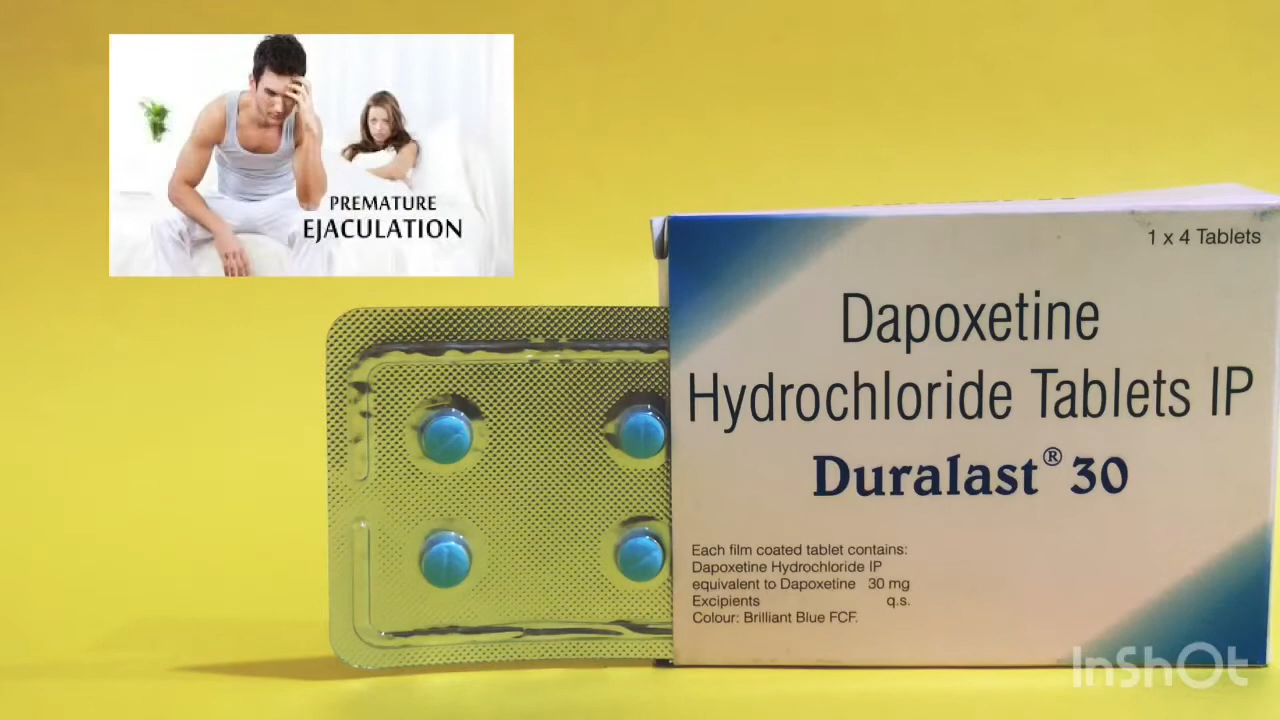 PREMATURE
EJACULATION
1 x 4 Tablets
Dapoxetine
Hydrochloride Tablets IP
Duralast® 30
Each film coated tablet contains:
Dapoxetine Hydrochloride IP
equivalent to Dapoxetine 30 mg
Excipients q.s.
Colour: Brilliant Blue FCF.
InShOt